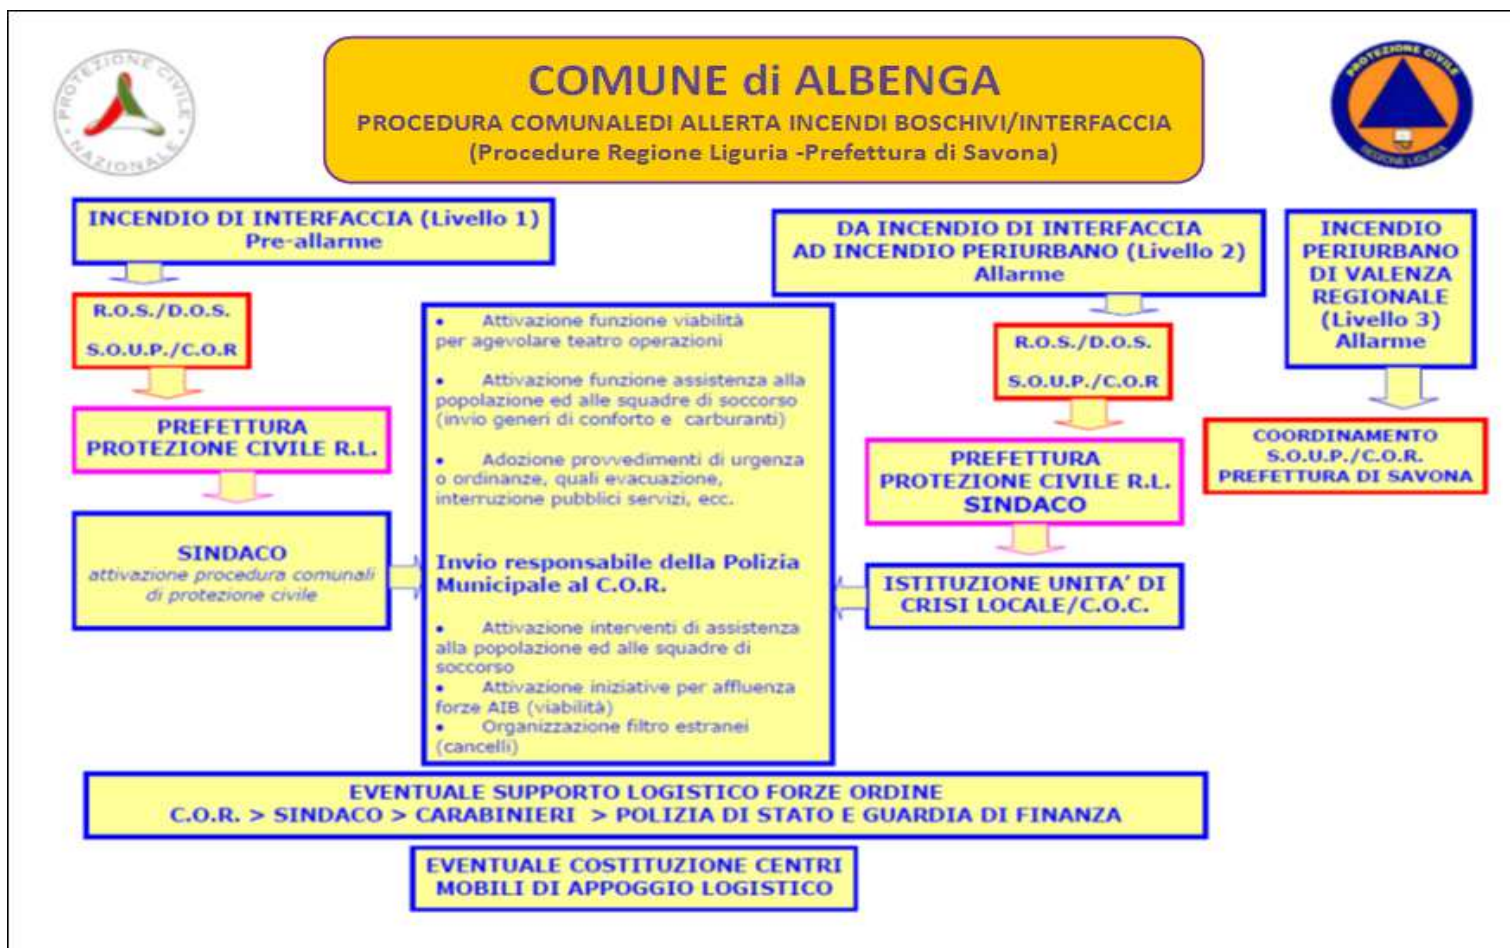 PROTEZIONE CIVILE
NAZIONALE
COMUNE di ALBENGA
PROCEDURA COMUNALEDI ALLERTA INCENDI BOSCHIVI/INTERFACCIA
(Procedure Regione Liguria -Prefettura di Savona)
PROTEZIONE CIVILE
REGIONE LIGURIA
INCENDIO DI INTERFACCIA (Livello 1)
Pre-allarme
R.O.S./D.O.S.
S.O.U.P./C.O.R
PREFETTURA
PROTEZIONE CIVILE R.L.
SINDACO
attivazione procedura comunali
di protezione civile
• Attivazione funzione viabilità
per agevolare teatro operazioni
• Attivazione funzione assistenza alla
popolazione ed alle squadre di soccorso
(invio generi di conforto e carburanti)
• Adozione provvedimenti di urgenza
o ordinanze, quali evacuazione,
interruzione pubblici servizi, ecc.
Invio responsabile della Polizia
Municipale al C.O.R.
• Attivazione interventi di assistenza
alla popolazione ed alle squadre di
soccorso
• Attivazione iniziative per affluenza
forze AIB (viabilità)
• Organizzazione filtro estranei
(cancelli)
DA INCENDIO DI INTERFACCIA
AD INCENDIO PERIURBANO (Livello 2)
Allarme
R.O.S./D.O.S.
S.O.U.P./C.O.R
PREFETTURA
PROTEZIONE CIVILE R.L.
SINDACO
ISTITUZIONE UNITA’ DI
CRISI LOCALE/C.O.C.
INCENDIO
PERIURBANO
DI VALENZA
REGIONALE
(Livello 3)
Allarme
COORDINAMENTO
S.O.U.P./C.O.R.
PREFETTURA DI SAVONA
EVENTUALE SUPPORTO LOGISTICO FORZE ORDINE
C.O.R. > SINDACO > CARABINIERI > POLIZIA DI STATO E GUARDIA DI FINANZA
EVENTUALE COSTITUZIONE CENTRI
MOBILI DI APPOGGIO LOGISTICO